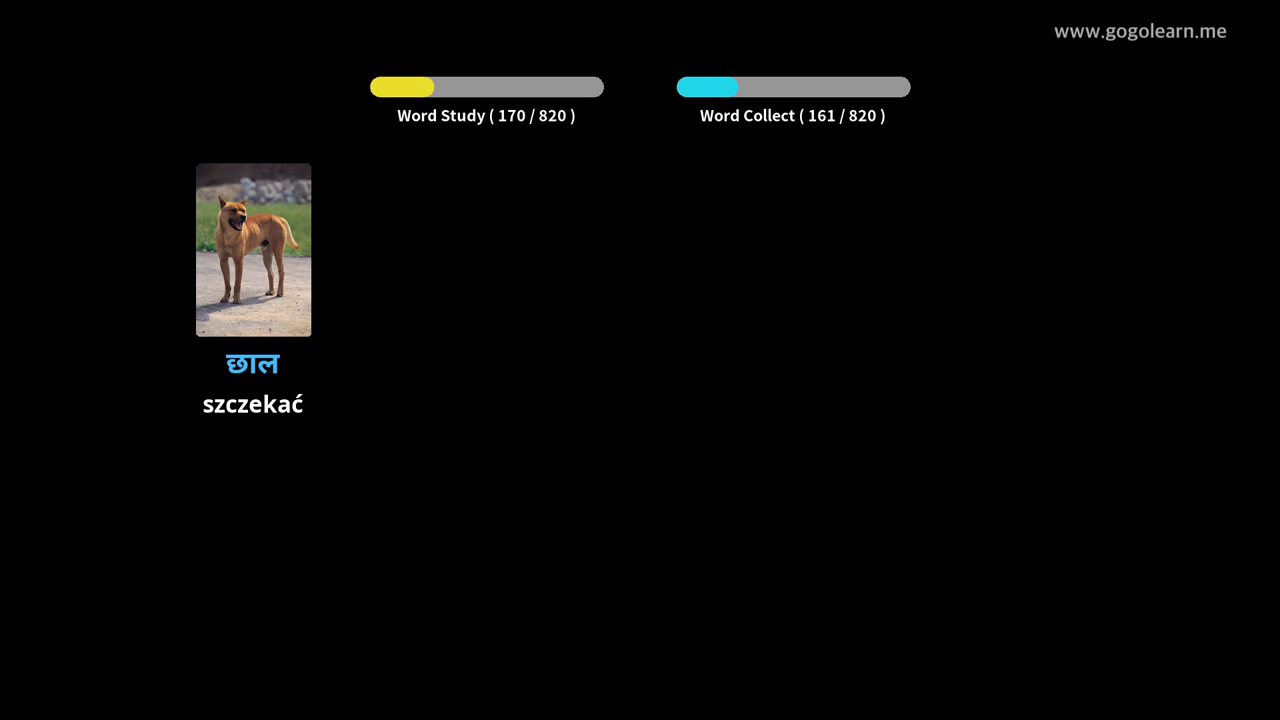 www.gogolearn.me
Word Study ( 170 / 820 )
Word Collect ( 161 / 820 )
छाल
szczekać